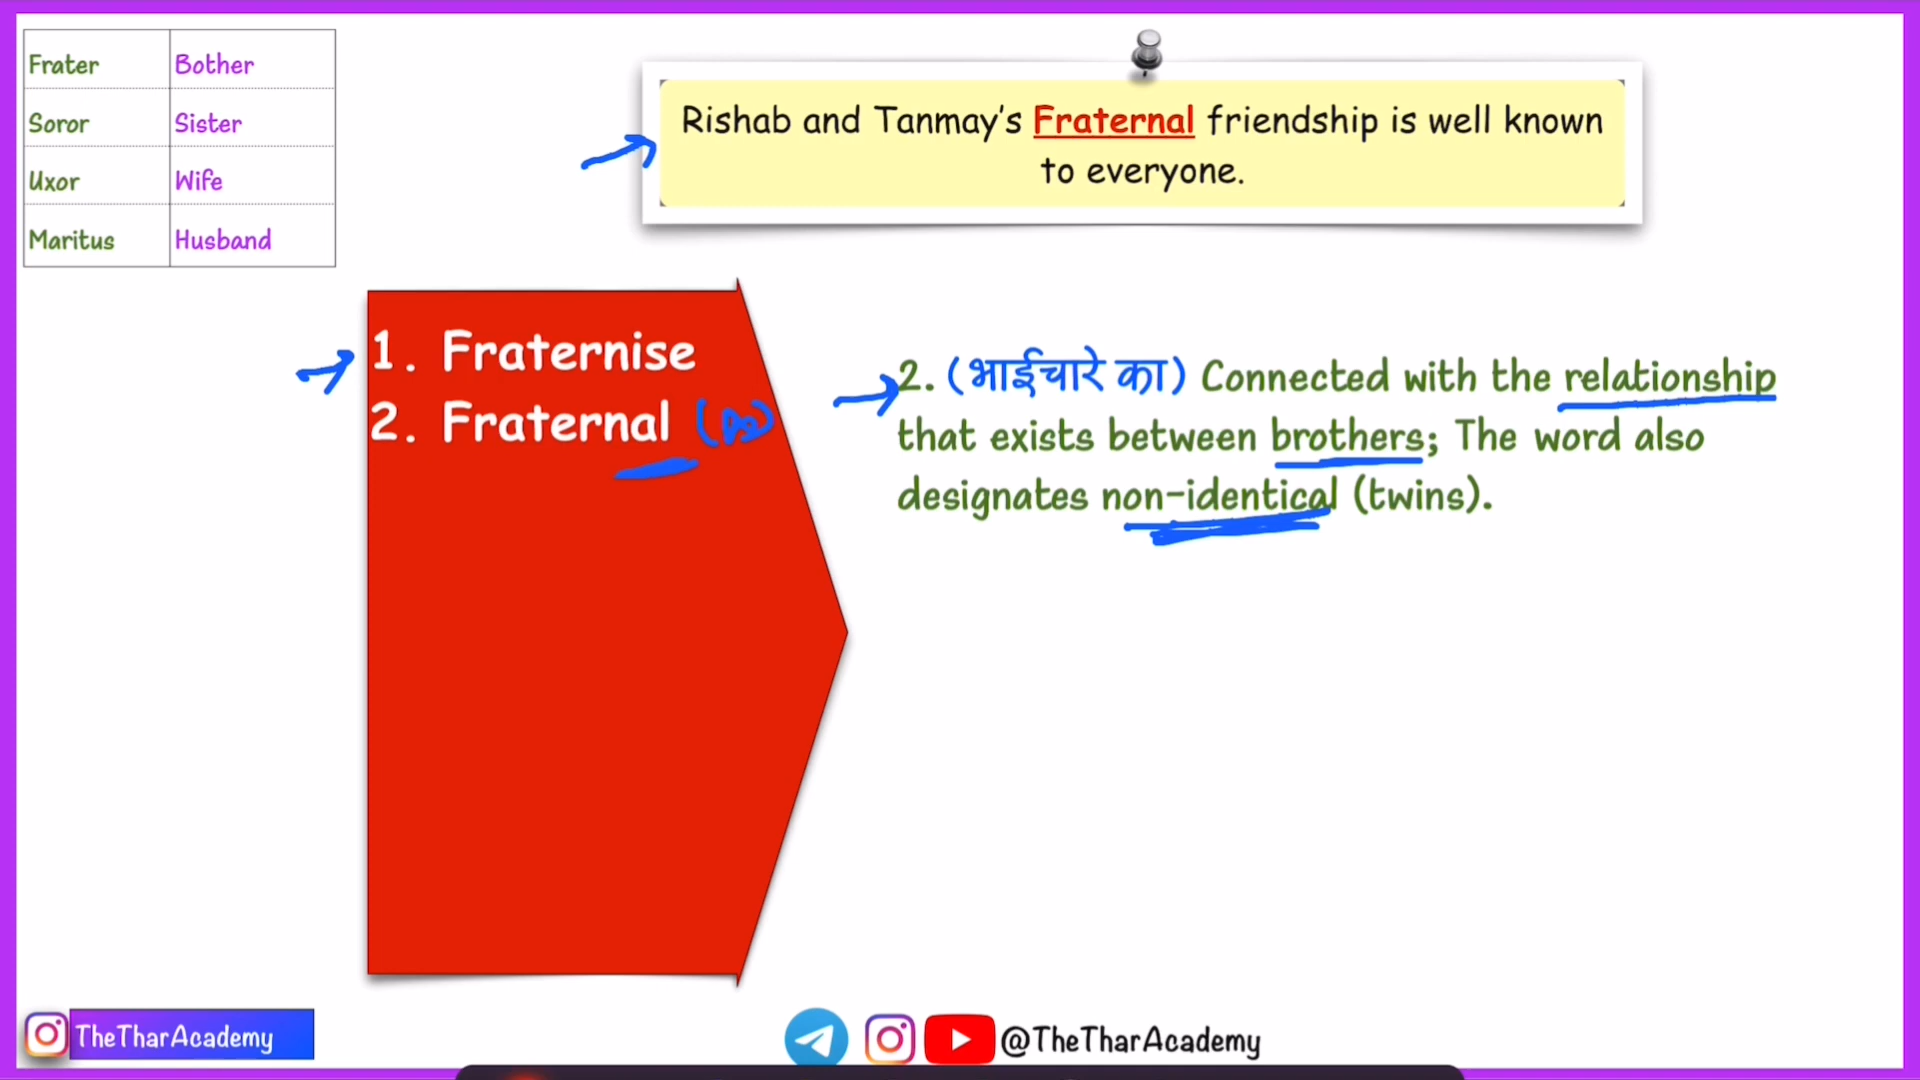 Frater Bother
Soror Sister
Uxor Wife
Maritus Husband
Rishab and Tanmay's Fraternal friendship is well known
to everyone.
1. Fraternise
2. Fraternal
2. (भाईचारे का) Connected with the relationship
that exists between brothers; The word also
designates non-identical (twins).
TheTharAcademy
@TheTharAcademy